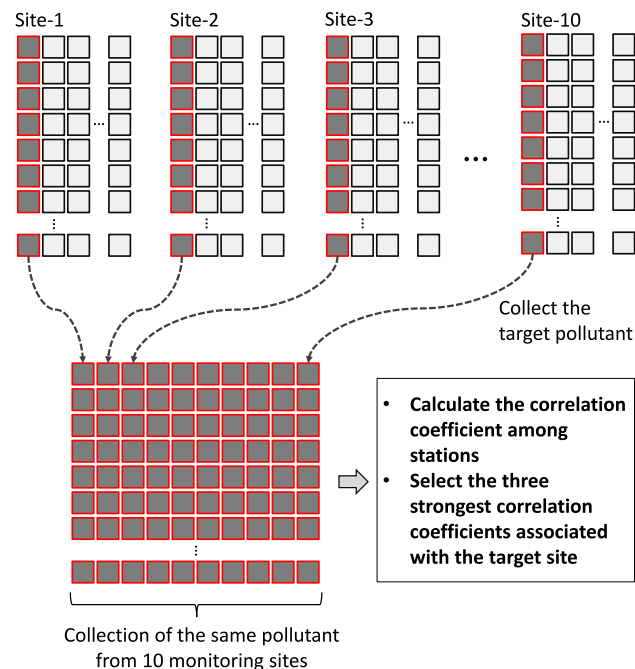 Site-1
Site-2
Site-3
Site-10
Collect the
target pollutant
• Calculate the correlation
coefficient among
stations
• Select the three
strongest correlation
coefficients associated
with the target site
Collection of the same pollutant
from 10 monitoring sites